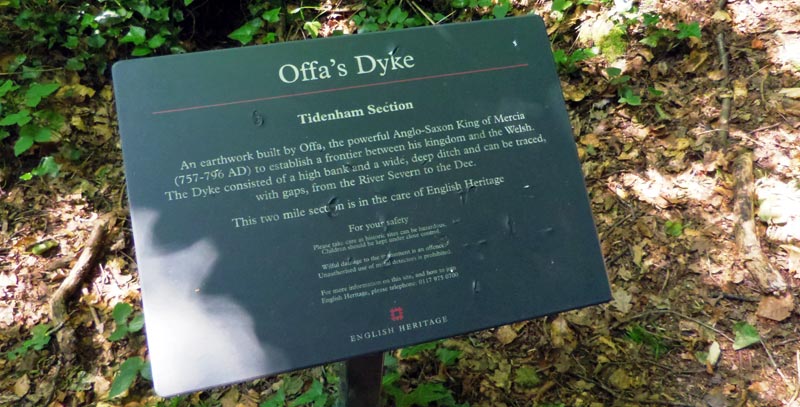 Offa's Dyke
Tidenham Section
An earthwork built by Offa, the powerful Anglo-Saxon King of Mercia
(757-796 AD) to establish a frontier between his kingdom and the Welsh.
The Dyke consisted of a high bank and a wide, deep ditch and can be traced,
with gaps, from the River Severn to the Dee.
This two mile section is in the care of English Heritage
For your safety
Please take care as historic sites can be hazardous.
Children should be kept under close control.
Wilful damage to the monument is an offence.
Unauthorised use of metal detectors is prohibited.
For more information on this site, and how to join
English Heritage, please telephone: 0117 975 0700
ENGLISH HERITAGE